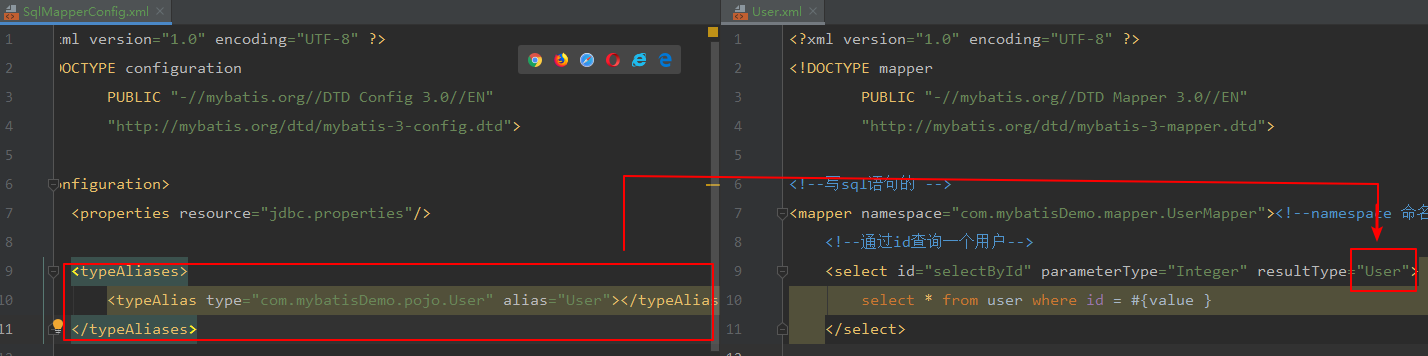 SqlMapperConfig.xml
1 xml version="1.0" encoding="UTF-8" ?>
2 DOCTYPE configuration
3 PUBLIC "-//mybatis.org//DTD Config 3.0//EN"
4 "http://mybatis.org/dtd/mybatis-3-config.dtd">
5
6 onfiguration>
7 <properties resource="jdbc.properties"/>
8
9 <typeAliases>
10 <typeAlias type="com.mybatisDemo.pojo.User" alias="User"></typeAlias
11 </typeAliases>
User.xml
1 <?xml version="1.0" encoding="UTF-8" ?>
2 <!DOCTYPE mapper
3 PUBLIC "-//mybatis.org//DTD Mapper 3.0//EN"
4 "http://mybatis.org/dtd/mybatis-3-mapper.dtd">
5
6 <!--写sql语句的 -->
7 <mapper namespace="com.mybatisDemo.mapper.UserMapper"><!--namespace 命名
8 <!--通过id查询一个用户-->
9 <select id="selectById" parameterType="Integer" resultType="User">
10 select * from user where id = #{value }
11 </select>